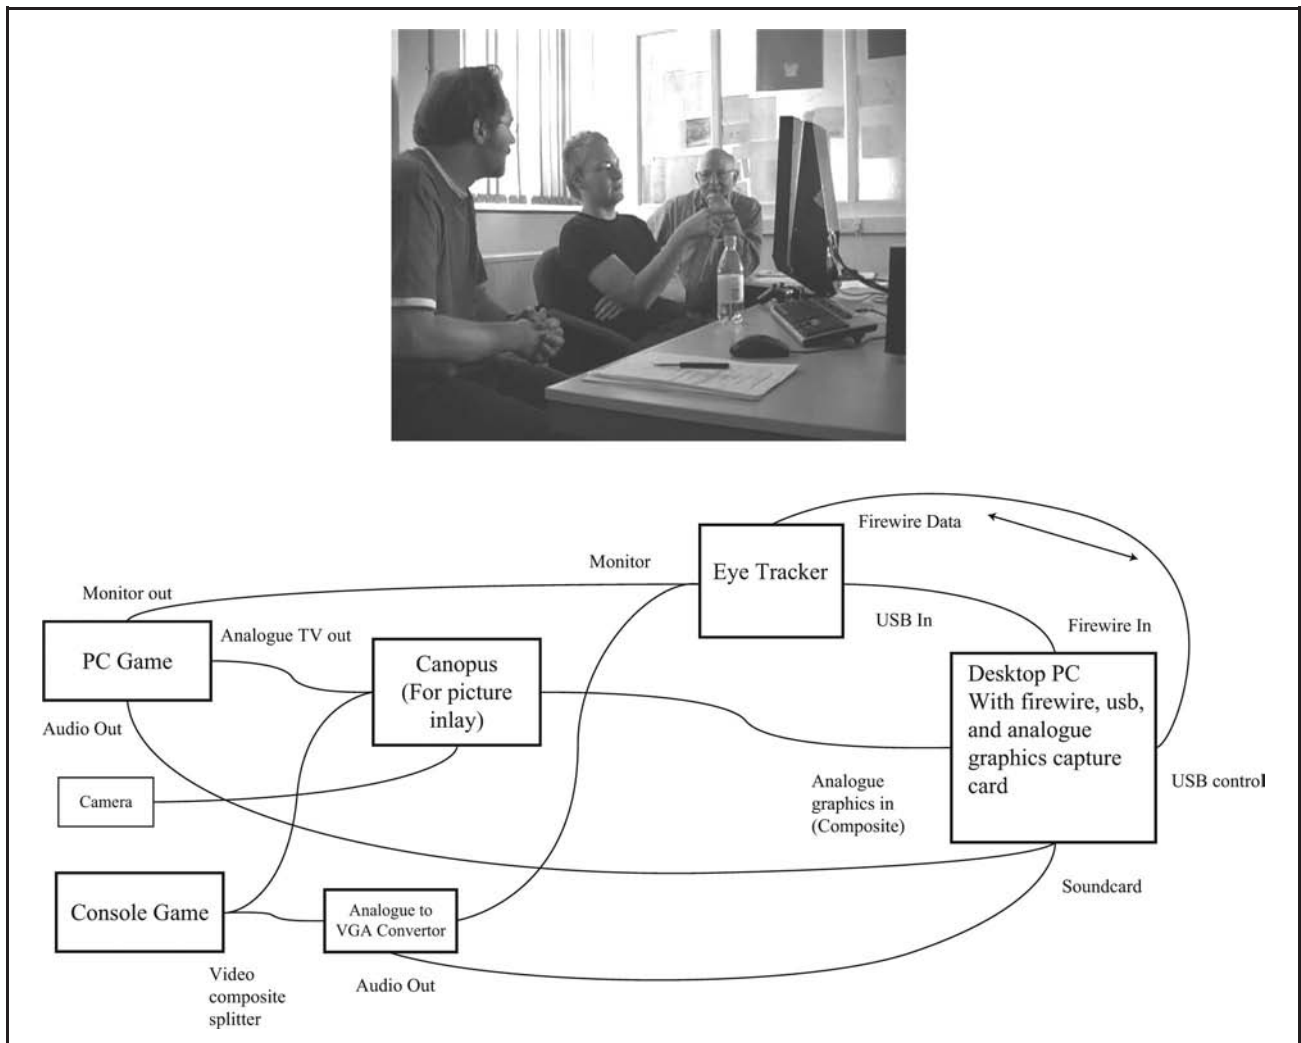 Firewire Data
Monitor
Eye Tracker
Monitor out
USB In
Firewire In
Analogue TV out
PC Game
Canopus
(For picture
inlay)
Desktop PC
With firewire, usb,
and analogue
graphics capture
card
Audio Out
Camera
Analogue
graphics in
(Composite)
USB control
Console Game
Analogue to
VGA Convertor
Soundcard
Video
composite
splitter
Audio Out